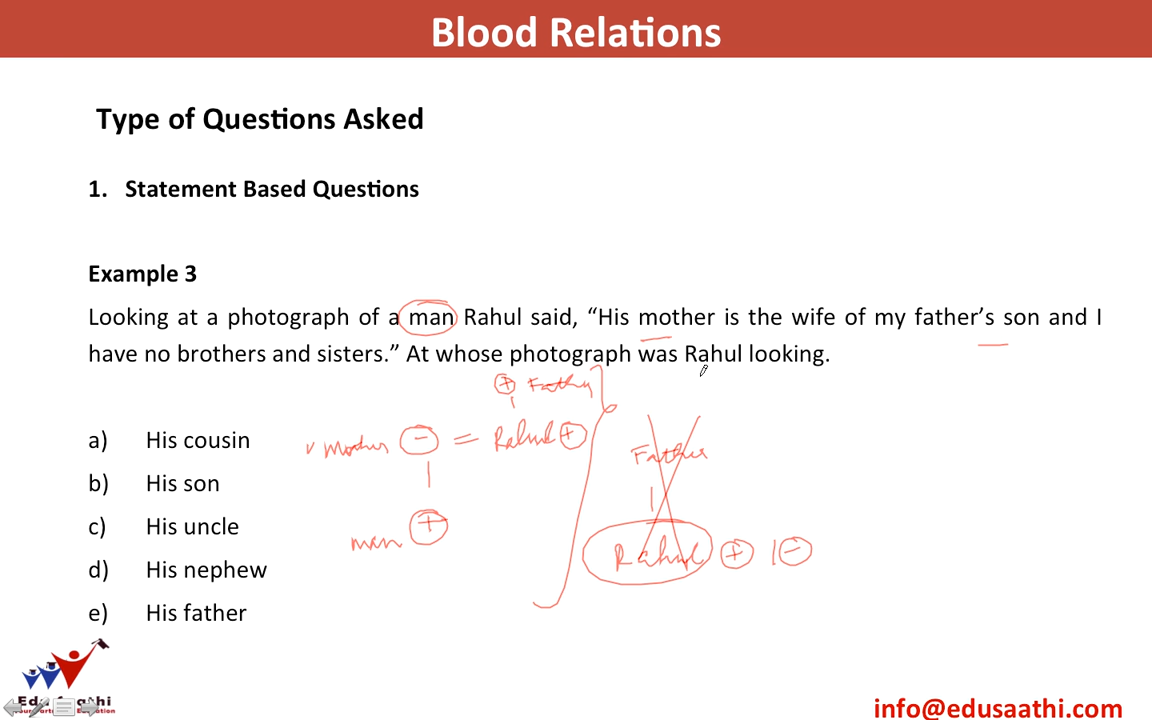 Blood Relations
Type of Questions Asked
1. Statement Based Questions
Example 3
Looking at a photograph of a man Rahul said, “His mother is the wife of my father’s son and I
have no brothers and sisters.” At whose photograph was Rahul looking.
+ Father
a) His cousin
v Mother − = Rahul +
Father
b) His son
c) His uncle
man +
Rahul + | −
d) His nephew
e) His father
info@edusaathi.com